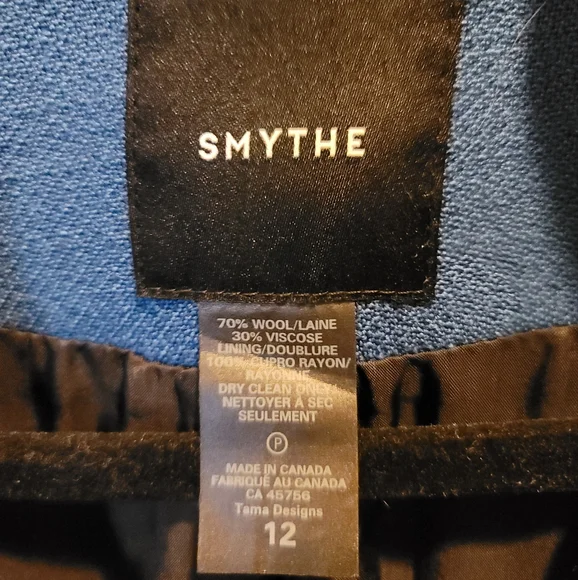 SMYTHE
70% WOOL/LAINE
30% VISCOSE
LINING/DOUBLURE
100% CUPRO RAYON/
RAYONNE
DRY CLEAN ONLY/
NETTOYER A SEC
SEULEMENT
P
MADE IN CANADA
FABRIQUE AU CANADA
CA 45756
Tama Designs
12